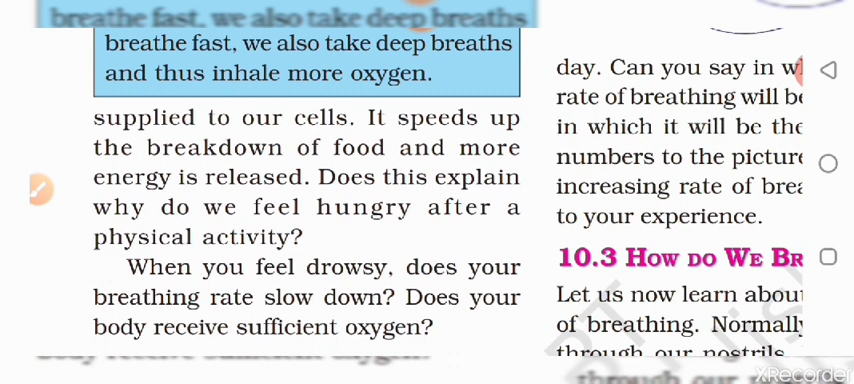 breathe fast, we also take deep breaths
breathe fast, we also take deep breaths
and thus inhale more oxygen.
supplied to our cells. It speeds up
the breakdown of food and more
energy is released. Does this explain
why do we feel hungry after a
physical activity?
When you feel drowsy, does your
breathing rate slow down? Does your
body receive sufficient oxygen?
day. Can you say in
rate of breathing will
in which it will be
numbers to the
increasing rate of
to your experience.
10.3 HOW DO WE
Let us now learn
of breathing.
through our nostrils
through our
XRecorder